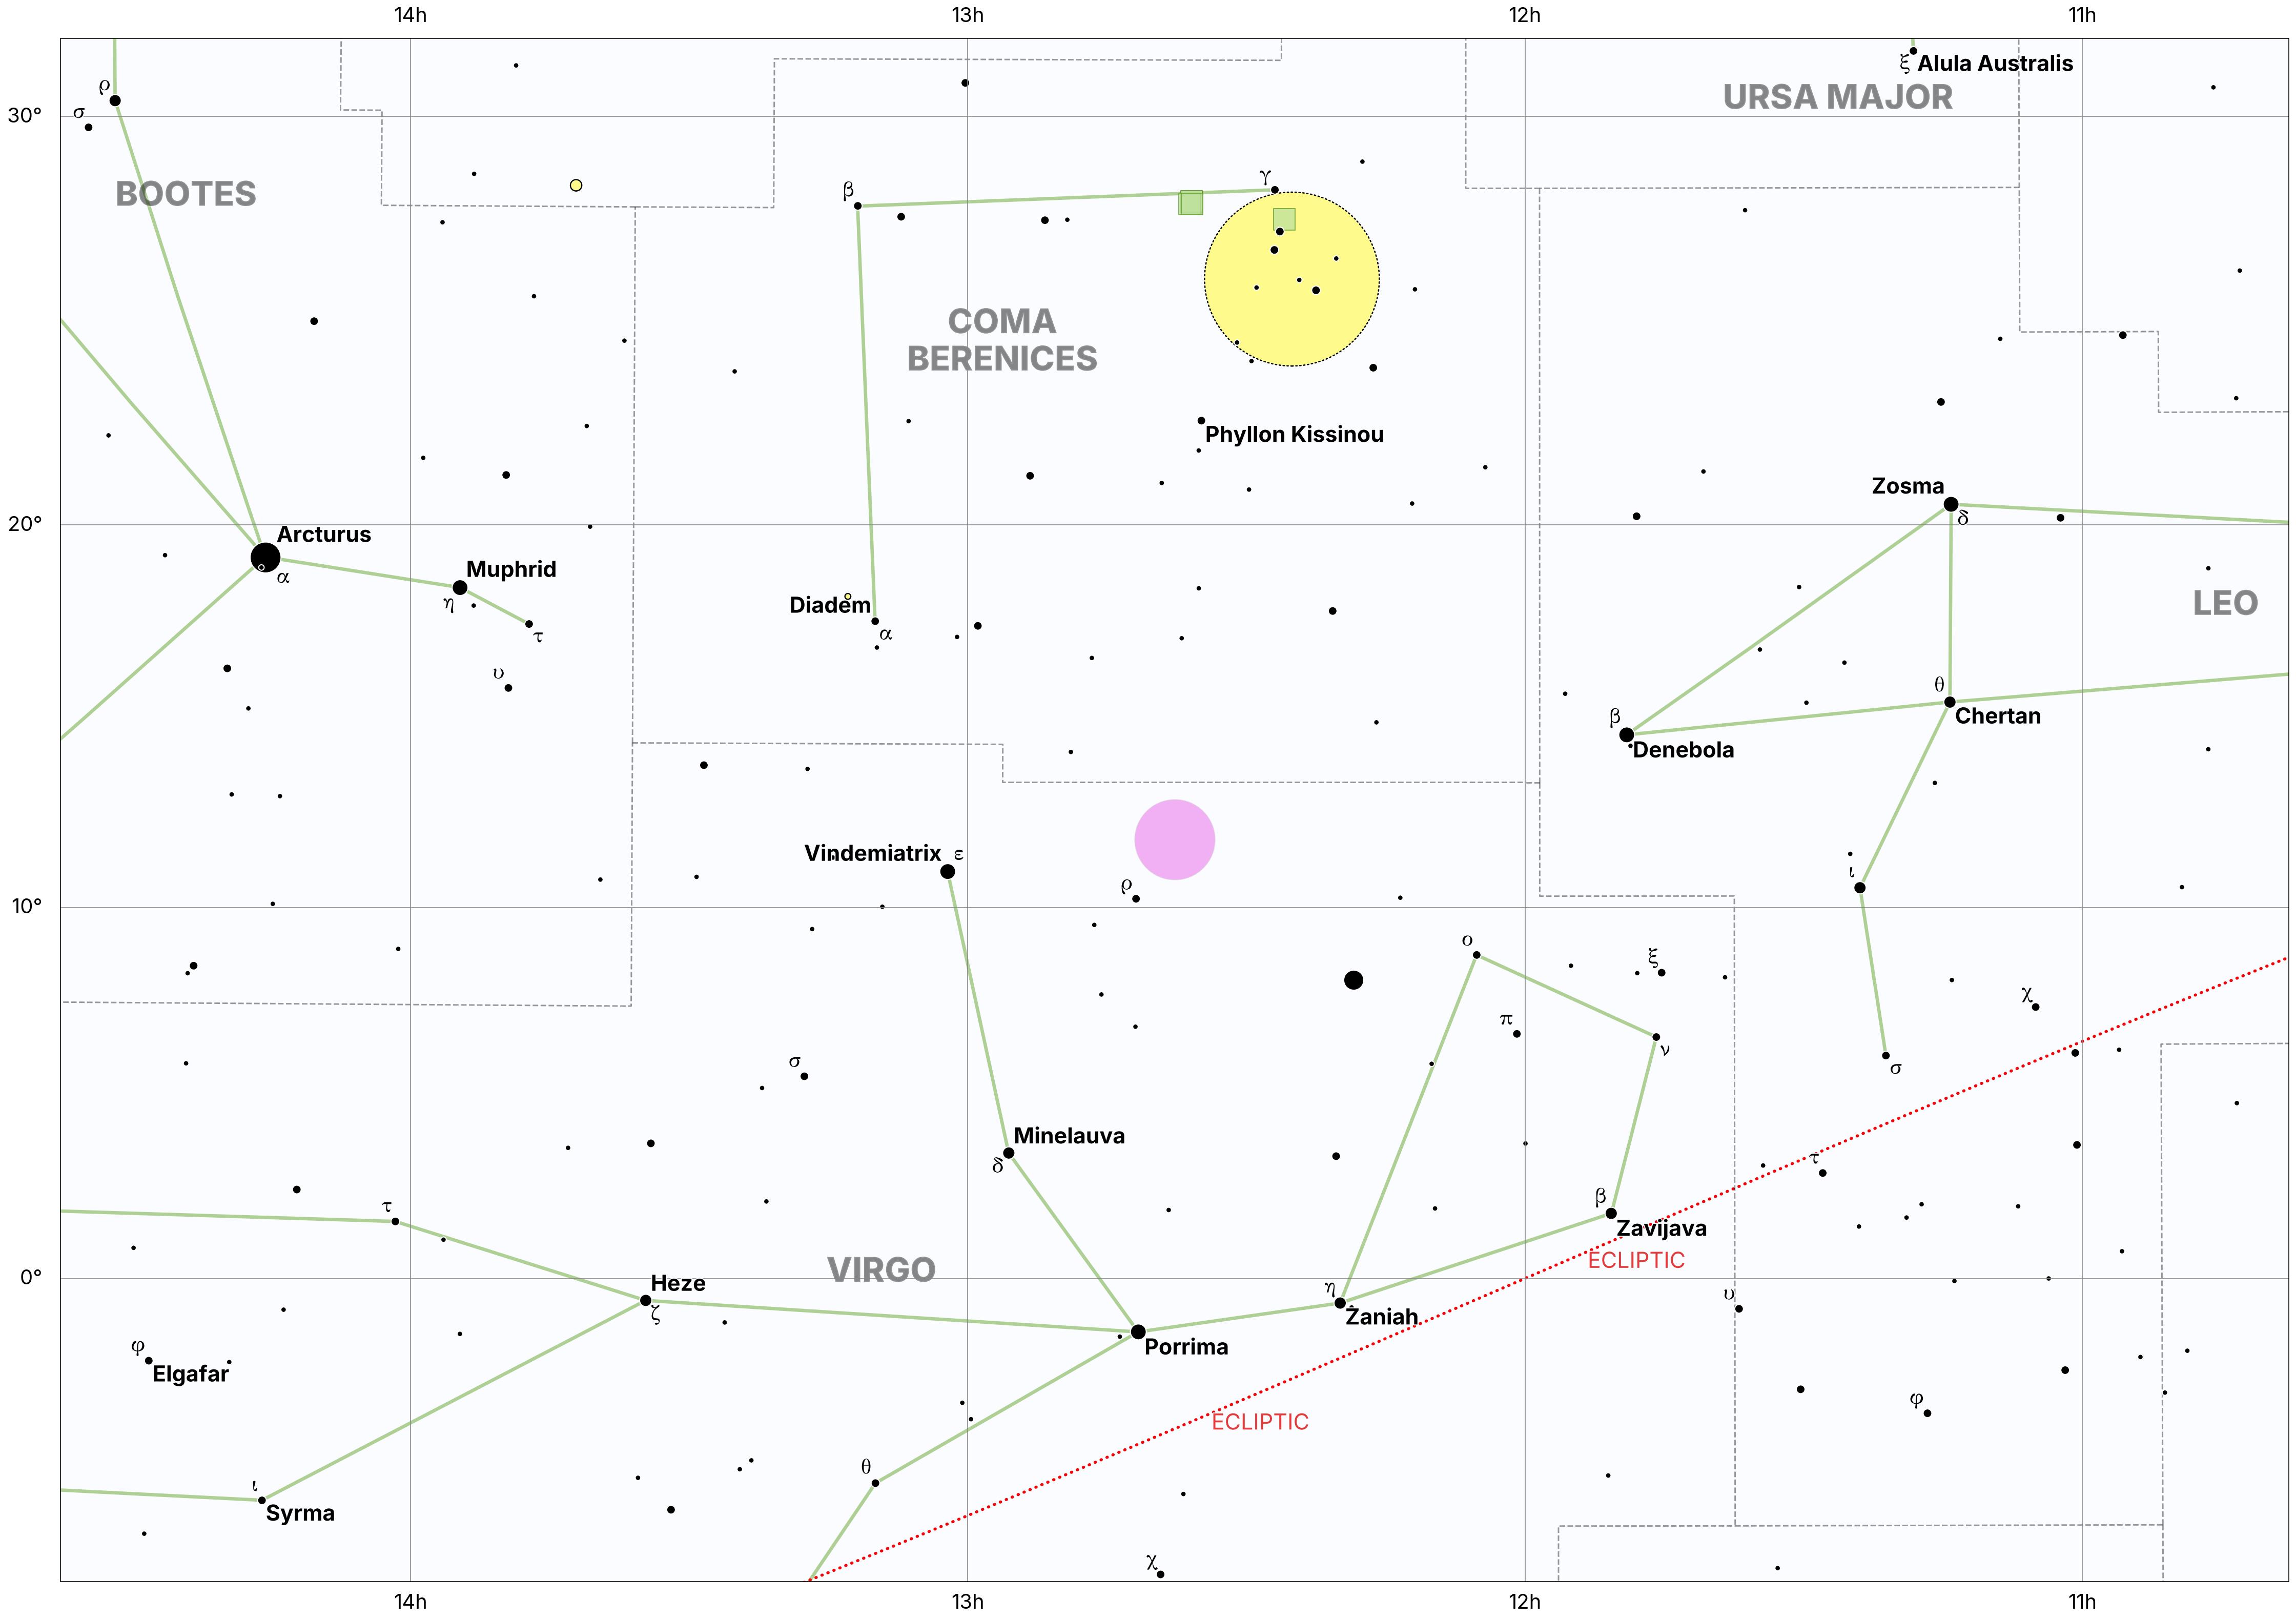 14h
13h
12h
11h
ξ Alula Australis
ρ
30°
URSA MAJOR
σ
γ
BOOTES
β
COMA
BERENICES
Phyllon Kissinou
Zosma
20°
δ
Arcturus
Muphrid
α
η
Diadem
LEO
τ
α
υ
θ
β
Chertan
Denebola
Vindemiatrix
ε
ι
ρ
10°
ο
ξ
χ
π
ν
σ
σ
Minelauva
δ
τ
τ
β
Zavijava
VIRGO
ECLIPTIC
0°
Heze
ζ
η
Zaniah
υ
φ
Porrima
Elgafar
φ
ECLIPTIC
θ
ι
Syrma
χ
14h
13h
12h
11h